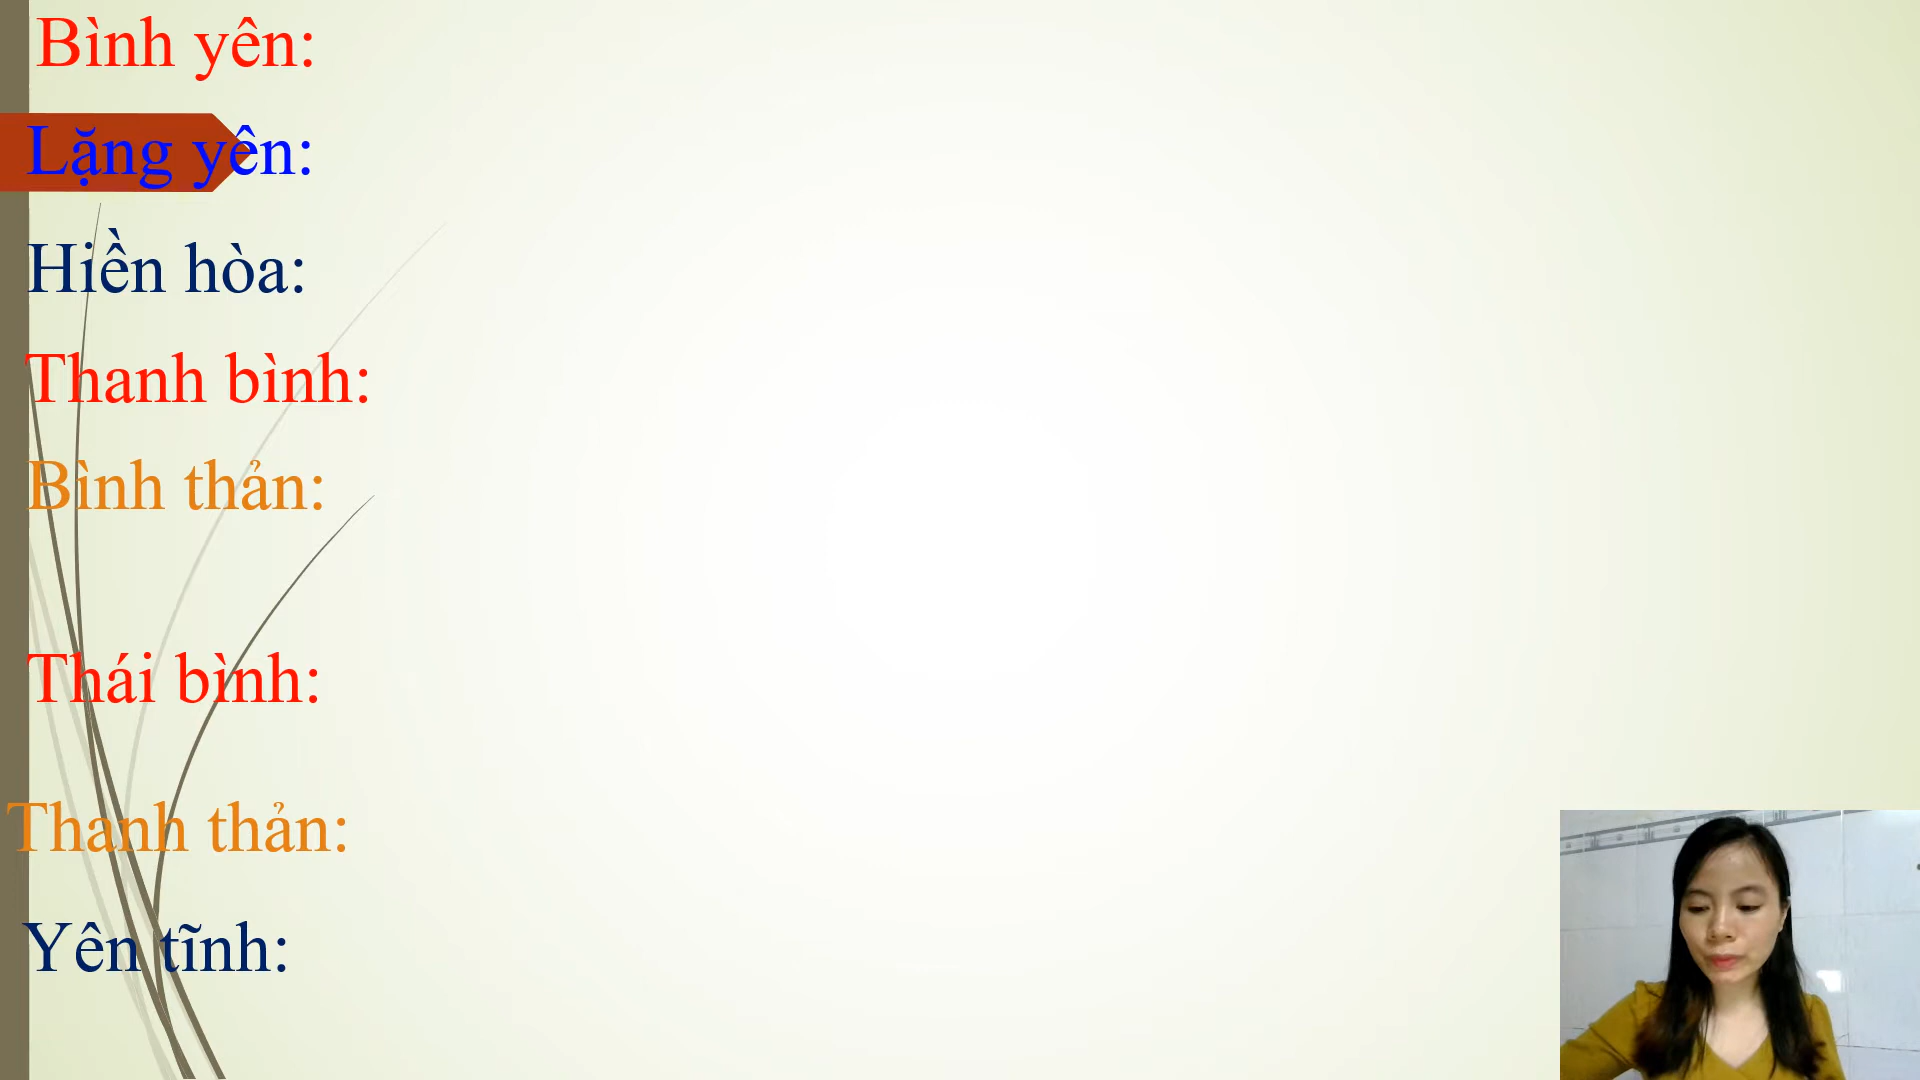 Bình yên:
Lặng yên:
Hiền hòa:
Thanh bình:
Bình thản:
Thái bình:
Thanh thản:
Yên tĩnh: